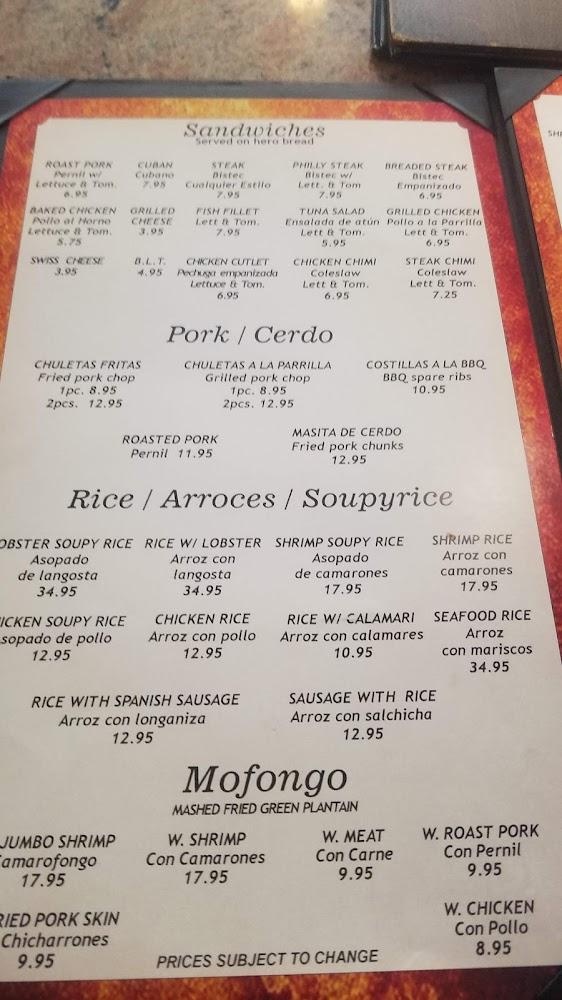 Sandwiches
Served on hero bread
ROAST PORK
Pernil w/
Lettuce & Tom.
6.95
CUBAN
Cubano
7.95
STEAK
Bistec
Cualquier Estilo
7.95
PHILLY STEAK
Bistec w/
Lett. & Tom
7.95
BREADED STEAK
Bistec
Empanizado
6.95
BAKED CHICKEN
Pollo al Horno
Lettuce & Tom.
5.75
GRILLED
CHEESE
3.95
FISH FILLET
Lett & Tom.
7.95
TUNA SALAD
Ensalada de atún
Lett & Tom.
5.95
GRILLED CHICKEN
Pollo a la Parrilla
Lett & Tom.
6.95
SWISS CHEESE
3.95
B.L.T.
4.95
CHICKEN CUTLET
Pechuga empanizada
Lettuce & Tom.
6.95
CHICKEN CHIMI
Coleslaw
Lett & Tom.
6.95
STEAK CHIMI
Coleslaw
Lett & Tom.
7.25
Pork / Cerdo
CHULETAS FRITAS
Fried pork chop
1pc. 8.95
2pcs. 12.95
CHULETAS A LA PARRILLA
Grilled pork chop
1pc. 8.95
2pcs. 12.95
COSTILLAS A LA BBQ
BBQ spare ribs
10.95
ROASTED PORK
Pernil 11.95
MASITA DE CERDO
Fried pork chunks
12.95
Rice / Arroces / Soupyrice
OBSTER SOUPY RICE
Asopado
de langosta
34.95
RICE W/ LOBSTER
Arroz con
langosta
34.95
SHRIMP SOUPY RICE
Asopado
de camarones
17.95
SHRIMP RICE
Arroz con
camarones
17.95
ICKEN SOUPY RICE
sopado de pollo
12.95
CHICKEN RICE
Arroz con pollo
12.95
RICE W/ CALAMARI
Arroz con calamares
10.95
SEAFOOD RICE
Arroz
con mariscos
34.95
RICE WITH SPANISH SAUSAGE
Arroz con longaniza
12.95
SAUSAGE WITH RICE
Arroz con salchicha
12.95
Mofongo
MASHED FRIED GREEN PLANTAIN
JUMBO SHRIMP
amarofongo
17.95
W. SHRIMP
Con Camarones
17.95
W. MEAT
Con Carne
9.95
W. ROAST PORK
Con Pernil
9.95
RIED PORK SKIN
Chicharrones
9.95
W. CHICKEN
Con Pollo
8.95
PRICES SUBJECT TO CHANGE
SH